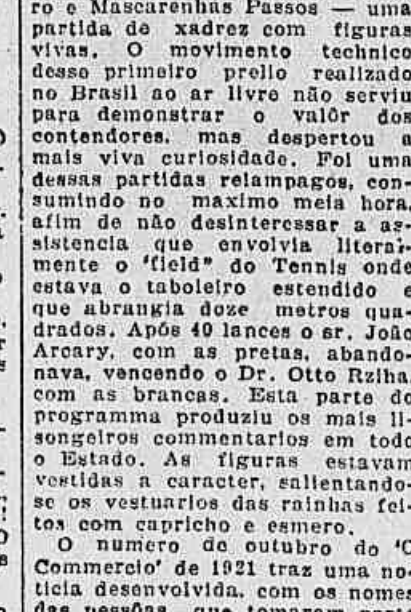 ro e Mascarenhas Passos — uma
partida de xadrez com figuras
vivas. O movimento technico
desse primeiro prelio realizado
no Brasil ao ar livre não serviu
para demonstrar o valôr dos
contendores, mas despertou a
mais viva curiosidade. Foi uma
dessas partidas relampagos, con-
sumindo no maximo meia hora,
afim de não desinteressar a as-
sistencia que envolvia literar-
mente o 'field" do Tennis onde
estava o taboleiro estendido e
que abrangia doze metros qua-
drados. Após 40 lances o sr. João
Arcary, com as pretas, abando-
nava, vencendo o Dr. Otto Rziha
com as brancas. Esta parte do
programma produziu os mais li-
songeiros commentarios em todo
o Estado. As figuras estavam
vestidas a caracter, salientando-
se os vestuarios das rainhas fei-
tos com capricho e esmero.
O numero de outubro do 'O
Commercio' de 1921 traz uma no-
ticia desenvolvida, com os nomes
das pessôas que tomaram